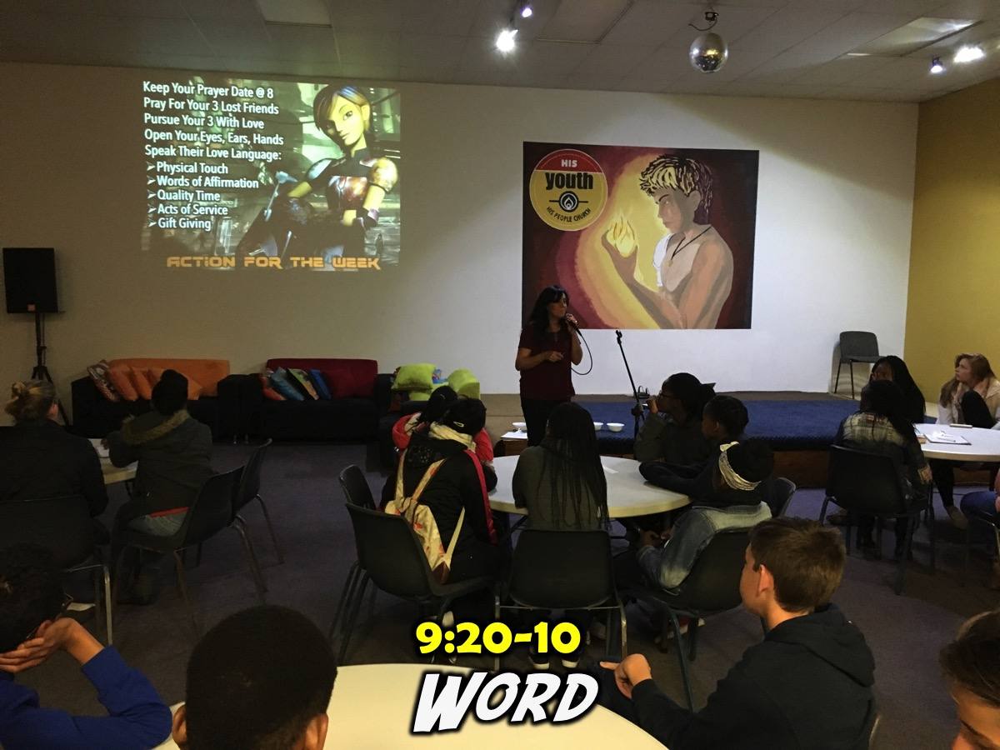 Keep Your Prayer Date @ 8
Pray For Your 3 Lost Friends
Pursue Your 3 With Love
Open Your Eyes, Ears, Hands
Speak Their Love Language:
➢Physical Touch
➢Words of Affirmation
➢Quality Time
➢Acts of Service
➢Gift Giving
ACTION FOR THE WEEK
HIS
youth
HIS PEOPLE CHURCH
9:20-10
WORD